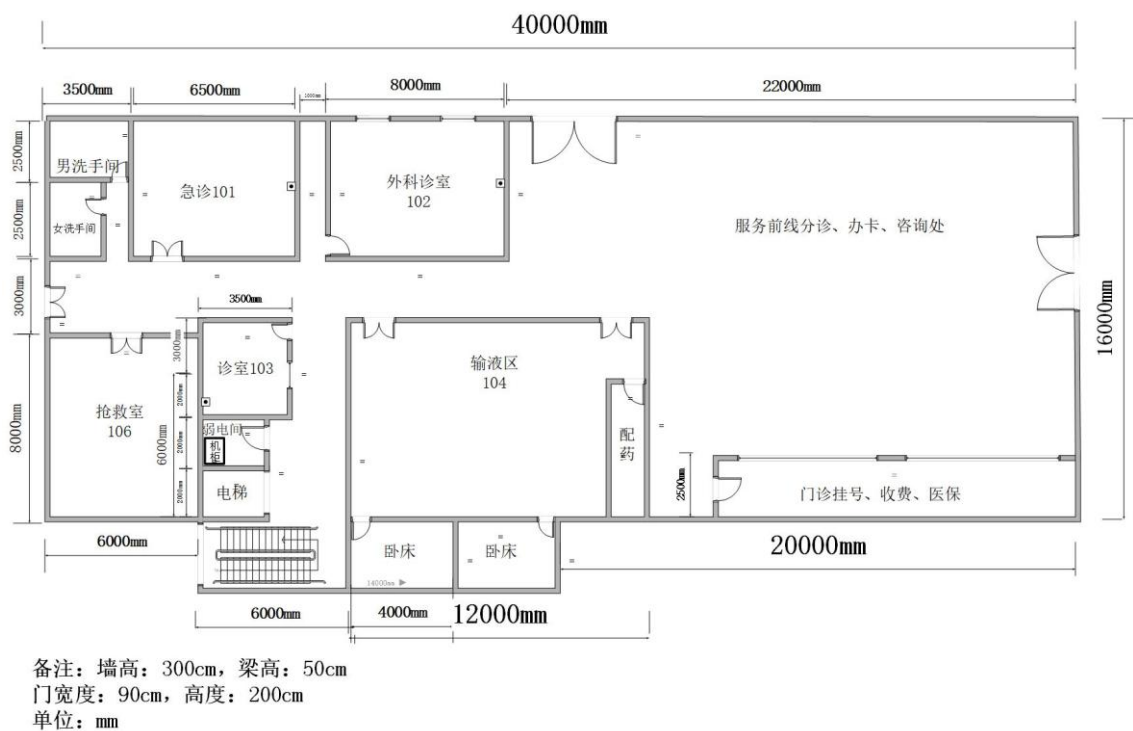 40000mm
3500mm
6500mm
1000mm
8000mm
22000mm
2500mm
男洗手间
急诊101
外科诊室
102
2500mm
女洗手间
服务前线分诊、办卡、咨询处
3000mm
3500mm
16000mm
8000mm
3000mm
诊室103
输液区
104
抢救室
106
6000mm
2000mm
2000mm
2000mm
弱电间
机柜
电梯
配药
2500mm
门诊挂号、收费、医保
6000mm
卧床
卧床
20000mm
14000mm
6000mm
4000mm
12000mm
备注：墙高：300cm，梁高：50cm
门宽度：90cm，高度：200cm
单位：mm